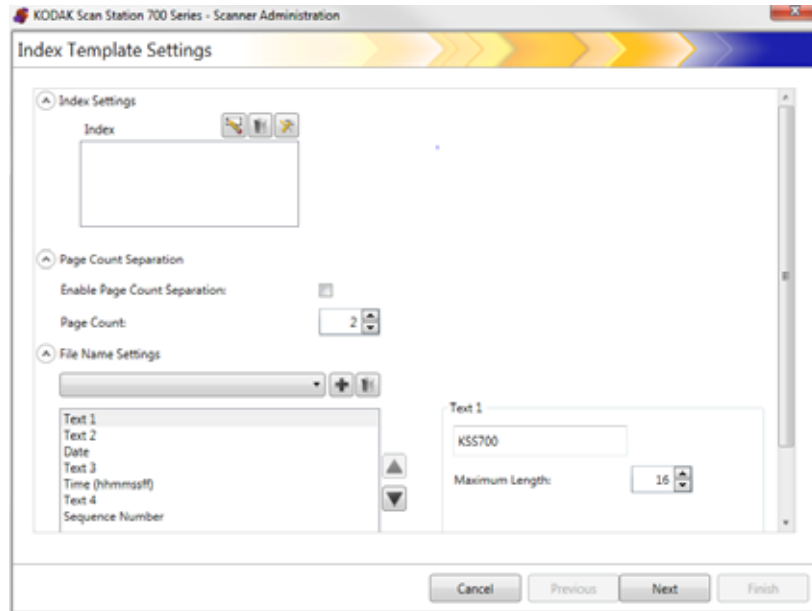 KODAK Scan Station 700 Series - Scanner Administration
Index Template Settings
Index Settings
Index
Page Count Separation
Enable Page Count Separation:
Page Count:
2
File Name Settings
Text 1
Text 2
Date
Text 3
Time (hhmmssff)
Text 4
Sequence Number
Text 1
KSS700
Maximum Length:
16
Cancel
Previous
Next
Finish